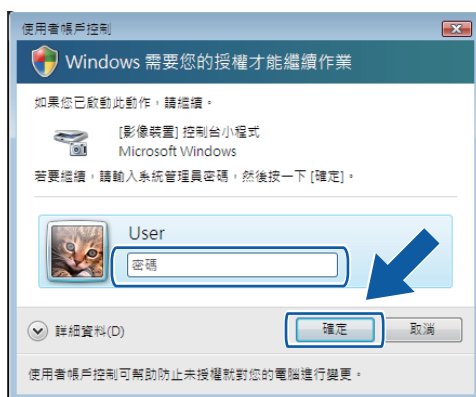 使用者帳戶控制
Windows 需要您的授權才能繼續作業
如果您已啟動此動作，請繼續。
[影像裝置] 控制台小程式
Microsoft Windows
若要繼續，請輸入系統管理員密碼，然後按一下 [確定]。
User
密碼
確定
取消
詳細資料(D)
使用者帳戶控制可幫助防止未授權就對您的電腦進行變更。